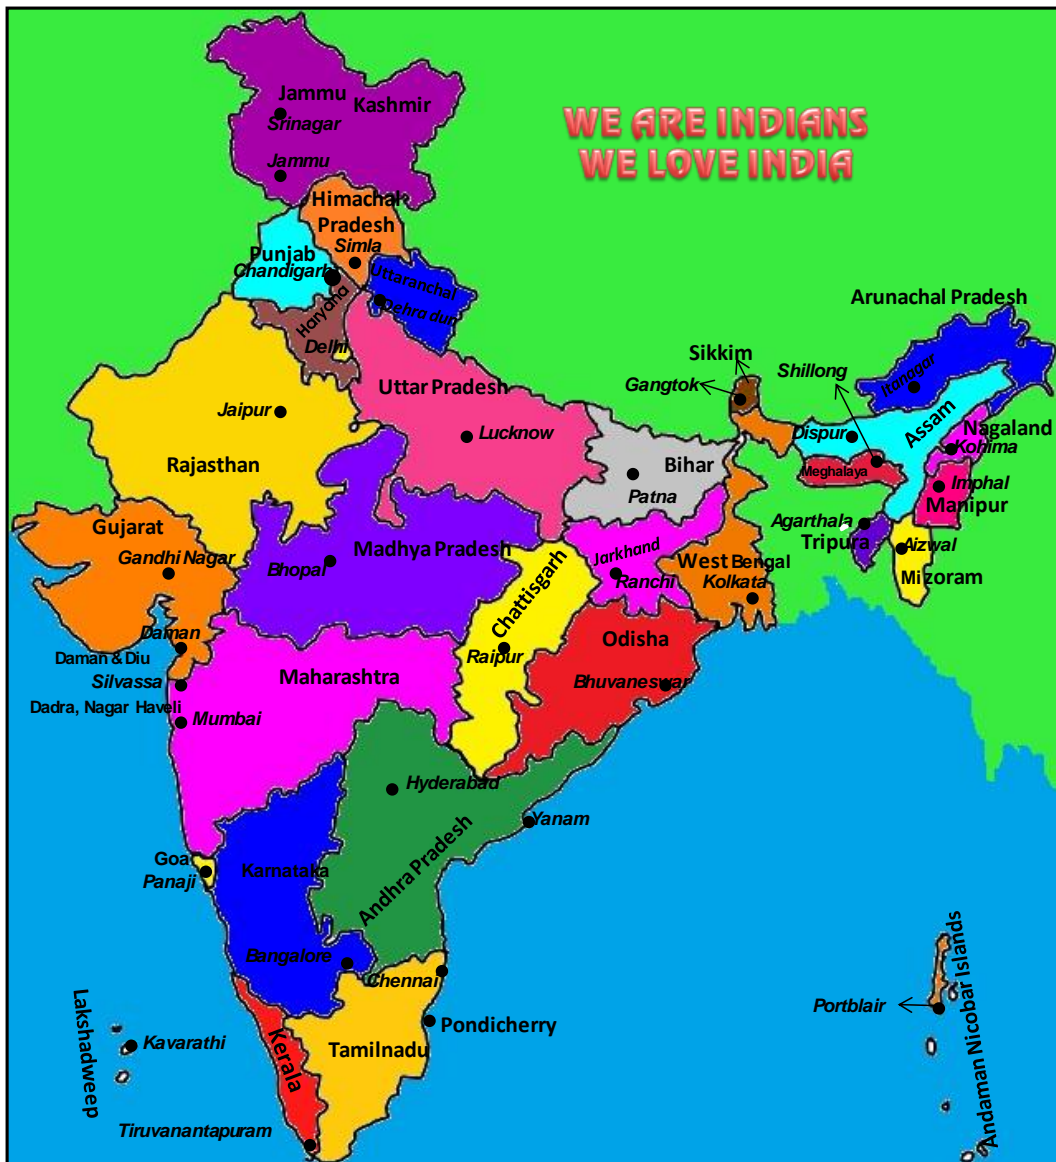 WE ARE INDIANS
WE LOVE INDIA
Jammu
Kashmir
Srinagar
Jammu
Himachal
Pradesh
Simla
Punjab
Chandigarh
Uttaranchal
Dehra dun
Haryana
Delhi
Arunachal Pradesh
Sikkim
Shillong
Gangtok
Itanagar
Uttar Pradesh
Jaipur
Lucknow
Dispur
Assam
Nagaland
Kohima
Rajasthan
Bihar
Meghalaya
Patna
Imphal
Manipur
Gujarat
Agarthala
Tripura
Gandhi Nagar
Madhya Pradesh
Bhopal
Jarkhand
Ranchi
West Bengal
Kolkata
Aizwal
Mizoram
Chattisgarh
Daman
Daman & Diu
Odisha
Raipur
Silvassa
Maharashtra
Bhuvaneswar
Dadra, Nagar Haveli
Mumbai
Hyderabad
Yanam
Goa
Panaji
Karnataka
Andhra Pradesh
Bangalore
Chennai
Lakshadweep
Kavarathi
Pondicherry
Tamilnadu
Kerala
Portblair
Andaman Nicobar Islands
Tiruvanantapuram